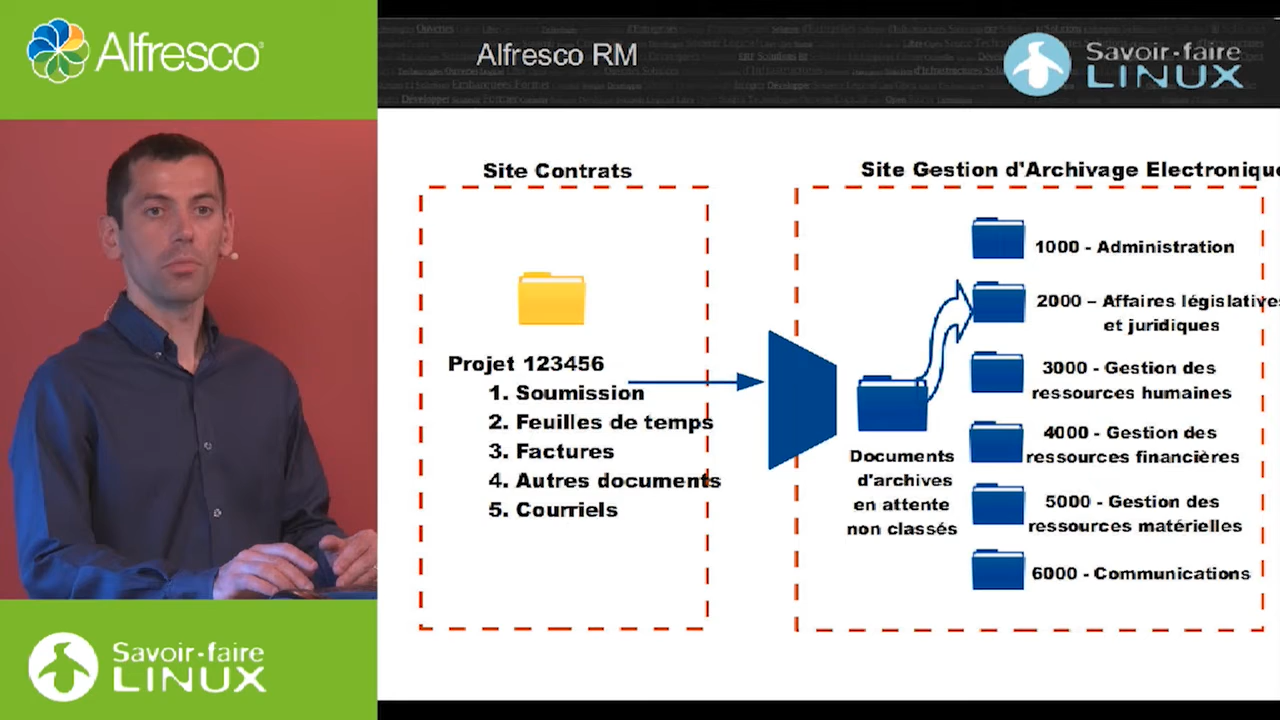 Alfresco
Savoir-faire
LINUX
Alfresco RM
Savoir-faire
LINUX
Site Contrats
Projet 123456
1. Soumission
2. Feuilles de temps
3. Factures
4. Autres documents
5. Courriels
Site Gestion d'Archivage Electronique
Documents
d'archives
en attente
non classés
1000 - Administration
2000 – Affaires législatives
et juridiques
3000 - Gestion des
ressources humaines
4000 - Gestion des
ressources financières
5000 - Gestion des
ressources matérielles
6000 - Communications